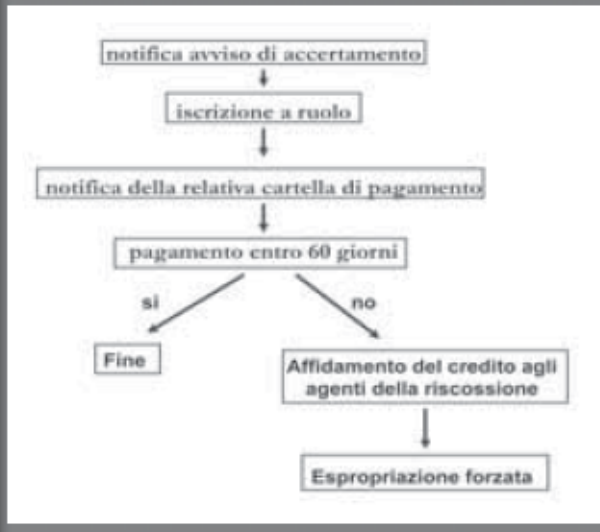 notifica avviso di accertamento
iscrizione a ruolo
notifica della relativa cartella di pagamento
pagamento entro 60 giorni
si
no
Fine
Affidamento del credito agli
agenti della riscossione
Espropriazione forzata